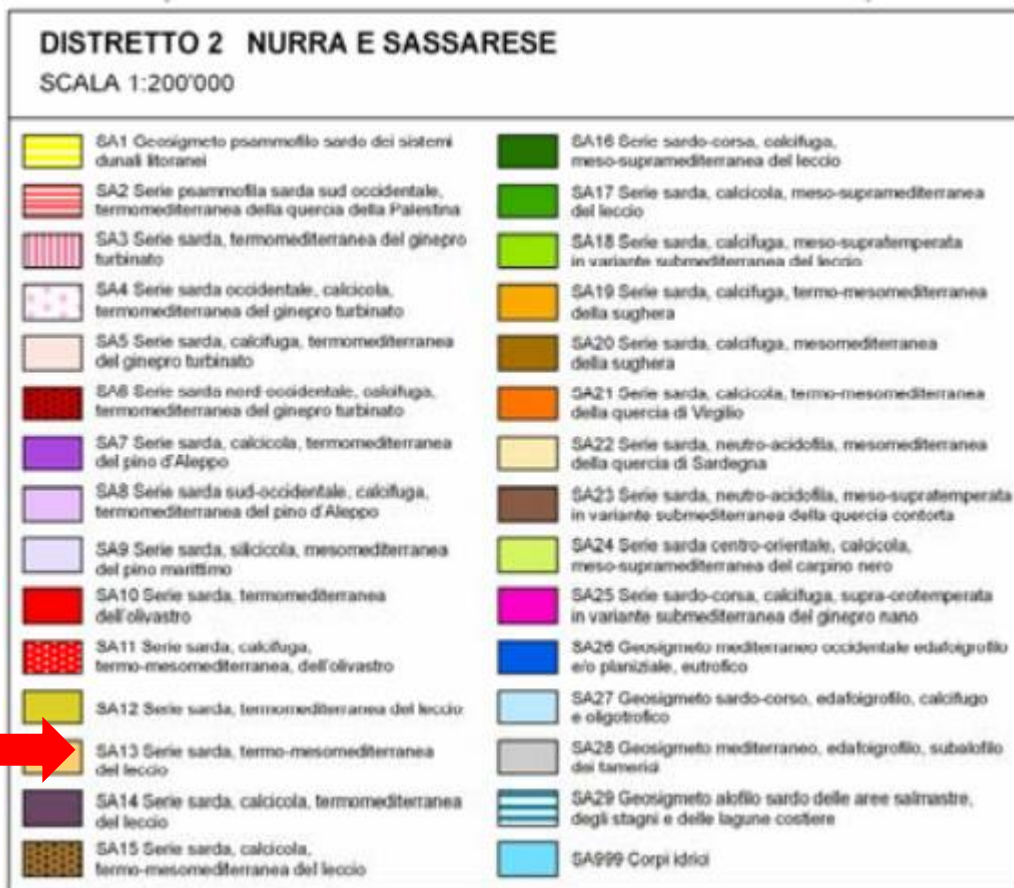 DISTRETTO 2 NURRA E SASSARESE
SCALA 1:200'000
SA1 Geosigmeto psammofilo sardo dei sistemi
dunali litoranei
SA2 Serie psammofila sarda sud occidentale,
termomediterranea della quercia della Palestina
SA3 Serie sarda, termomediterranea del ginepro
turbinato
SA4 Serie sarda occidentale, calcicola,
termomediterranea del ginepro turbinato
SA5 Serie sarda, calcifuga, termomediterranea
del ginepro turbinato
SA6 Serie sarda nord-occidentale, calcifuga,
termomediterranea del ginepro turbinato
SA7 Serie sarda, calcicola, termomediterranea
del pino d'Aleppo
SA8 Serie sarda sud-occidentale, calcifuga,
termomediterranea del pino d'Aleppo
SA9 Serie sarda, silicicola, mesomediterranea
del pino marittimo
SA10 Serie sarda, termomediterranea
dell'olivastro
SA11 Serie sarda, calcifuga,
termo-mesomediterranea, dell'olivastro
SA12 Serie sarda, termomediterranea del leccio
SA13 Serie sarda, termo-mesomediterranea
del leccio
SA14 Serie sarda, calcicola, termomediterranea
del leccio
SA15 Serie sarda, calcicola,
termo-mesomediterranea del leccio
SA16 Serie sardo-corsa, calcifuga,
meso-supramediterranea del leccio
SA17 Serie sarda, calcicola, meso-supramediterranea
del leccio
SA18 Serie sarda, calcifuga, meso-supratemperata
in variante submediterranea del leccio
SA19 Serie sarda, calcifuga, termo-mesomediterranea
della sughera
SA20 Serie sarda, calcifuga, mesomediterranea
della sughera
SA21 Serie sarda, calcicola, termo-mesomediterranea
della quercia di Virgilio
SA22 Serie sarda, neutro-acidofila, mesomediterranea
della quercia di Sardegna
SA23 Serie sarda, neutro-acidofila, meso-supratemperata
in variante submediterranea della quercia contorta
SA24 Serie sarda centro-orientale, calcicola,
meso-supramediterranea del carpino nero
SA25 Serie sardo-corsa, calcifuga, supra-orotemperata
in variante submediterranea del ginepro nano
SA26 Geosigmeto mediterraneo occidentale edafoigrofilo
e/o planiziale, eutrofico
SA27 Geosigmeto sardo-corso, edafoigrofilo, calcifugo
e oligotrofico
SA28 Geosigmeto mediterraneo, edafoigrofilo, subalofilo
dei tamerici
SA29 Geosigmeto alofilo sardo delle aree salmastre,
degli stagni e delle lagune costiere
SA999 Corpi idrici